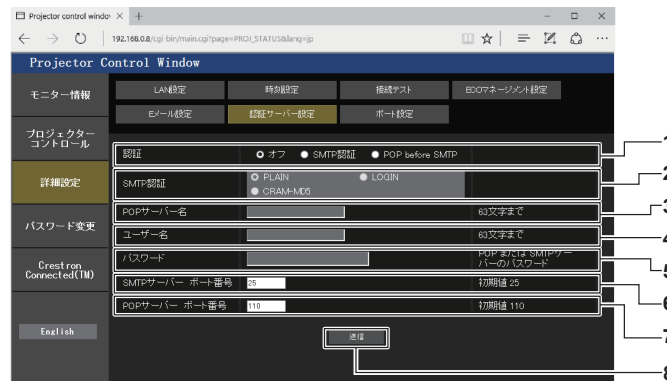 Projector control windov
192.168.0.8/cgi-bin/main.cgi?page=PROJ_STATUS&lang=jp
Projector Control Window
モニター情報
プロジェクター
コントロール
詳細設定
パスワード変更
Crestron
Connected(TM)
English
LAN設定 時刻設定 接続テスト ECOマネージメント設定
Eメール設定 認証サーバー設定 ポート設定
認証 オフ SMTP認証 POP before SMTP 1
SMTP認証 PLAIN LOGIN 2
CRAM-MD5
POPサーバー名 63文字まで 3
ユーザー名 63文字まで 4
パスワード POP または SMTPサー
バーのパスワード 5
SMTPサーバー ポート番号 25 初期値 25 6
POPサーバー ポート番号 110 初期値 110 7
送信
8